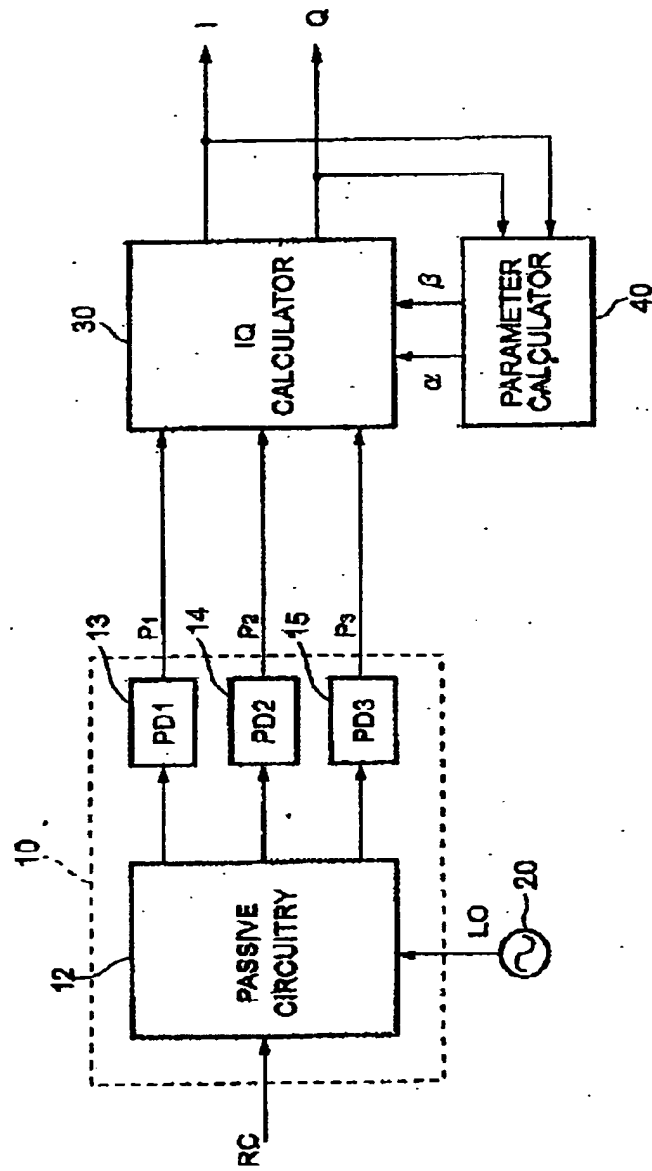 RC
10
12
PASSIVE
CIRCUITRY
LO
20
13
PD1
P1
14
PD2
P2
15
PD3
P3
30
IQ
CALCULATOR
α
β
PARAMETER
CALCULATOR
40
I
Q